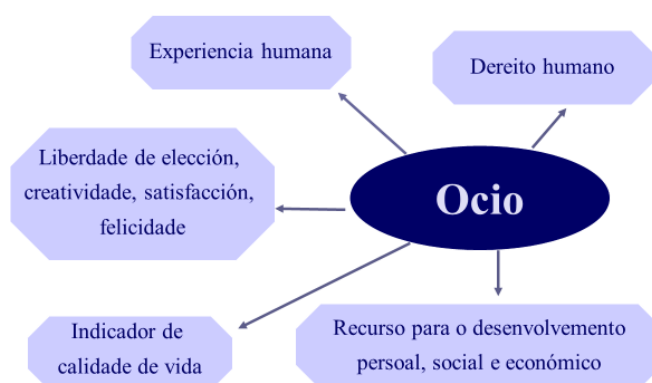 Experiencia humana
Dereito humano
Liberdade de elección,
creatividade, satisfacción,
felicidade
Ocio
Indicador de
calidade de vida
Recurso para o desenvolvemento
persoal, social e económico